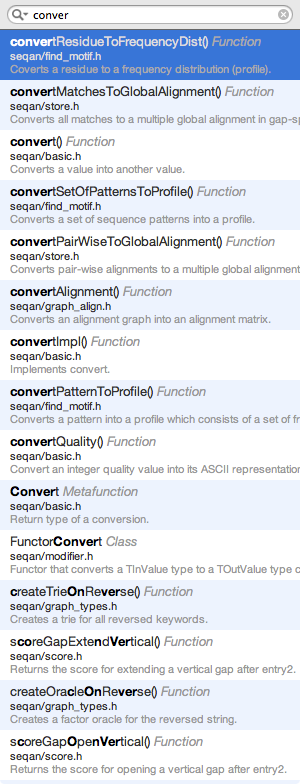 conver
convertResidueToFrequencyDist() Function
seqan/find_motif.h
Coverts a residue to a frequency distribution (profile).
convertMatchesToGlobalAlignment() Function
seqan/store.h
Converts all matches to a multiple global alignment in gap-sp
convert() Function
seqan/basic.h
Converts a value into another value.
convertSetOfPatternsToProfile() Function
seqan/find_motif.h
Converts a set of sequence patterns into a profile.
convertPairWiseToGlobalAlignment() Function
seqan/store.h
Converts pair-wise alignments to a multiple global alignment
convertAlignment() Function
seqan/graph_align.h
Converts an alignment graph into an alignment matrix.
convertImpl() Function
seqan/basic.h
Implements convert.
convertPatternToProfile() Function
seqan/find_motif.h
Converts a pattern into a profile which consists of a set of fr
convertQuality() Function
seqan/basic.h
Convert an integer quality value into its ASCII representation
Convert Metafunction
seqan/basic.h
Return type of a conversion.
FunctorConvert Class
seqan/modifier.h
Functor that converts a TInValue type to a TOutValue type c
createTrieOnReverse() Function
seqan/graph_types.h
Creates a trie for all reversed keywords.
scoreGapExtendVertical() Function
seqan/score.h
Returns the score for extending a vertical gap after entry2.
createOracleOnReverse() Function
seqan/graph_types.h
Creates a factor oracle for the reversed string.
scoreGapOpenVertical() Function
seqan/score.h
Returns the score for opening a vertical gap after entry2.